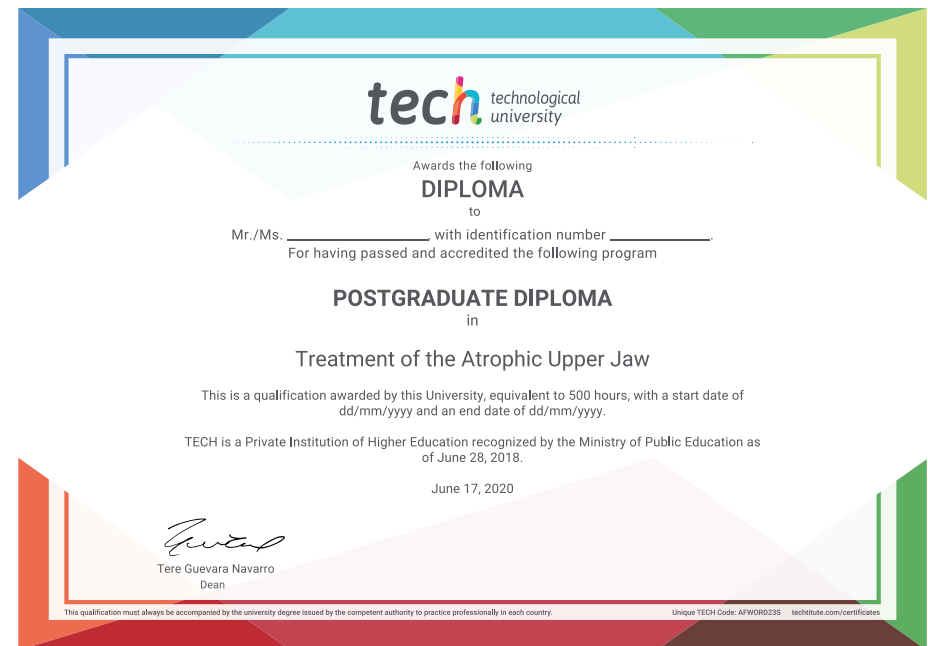 tech technological
university
Awards the following
DIPLOMA
to
Mr./Ms. ____________________, with identification number ______________.
For having passed and accredited the following program
POSTGRADUATE DIPLOMA
in
Treatment of the Atrophic Upper Jaw
This is a qualification awarded by this University, equivalent to 500 hours, with a start date of
dd/mm/yyyy and an end date of dd/mm/yyyy.
TECH is a Private Institution of Higher Education recognized by the Ministry of Public Education as
of June 28, 2018.
June 17, 2020
Tere Guevara Navarro
Dean
This qualification must always be accompanied by the university degree issued by the competent authority to practice professionally in each country.
Unique TECH Code: AFWORD23S techtitute.com/certificates